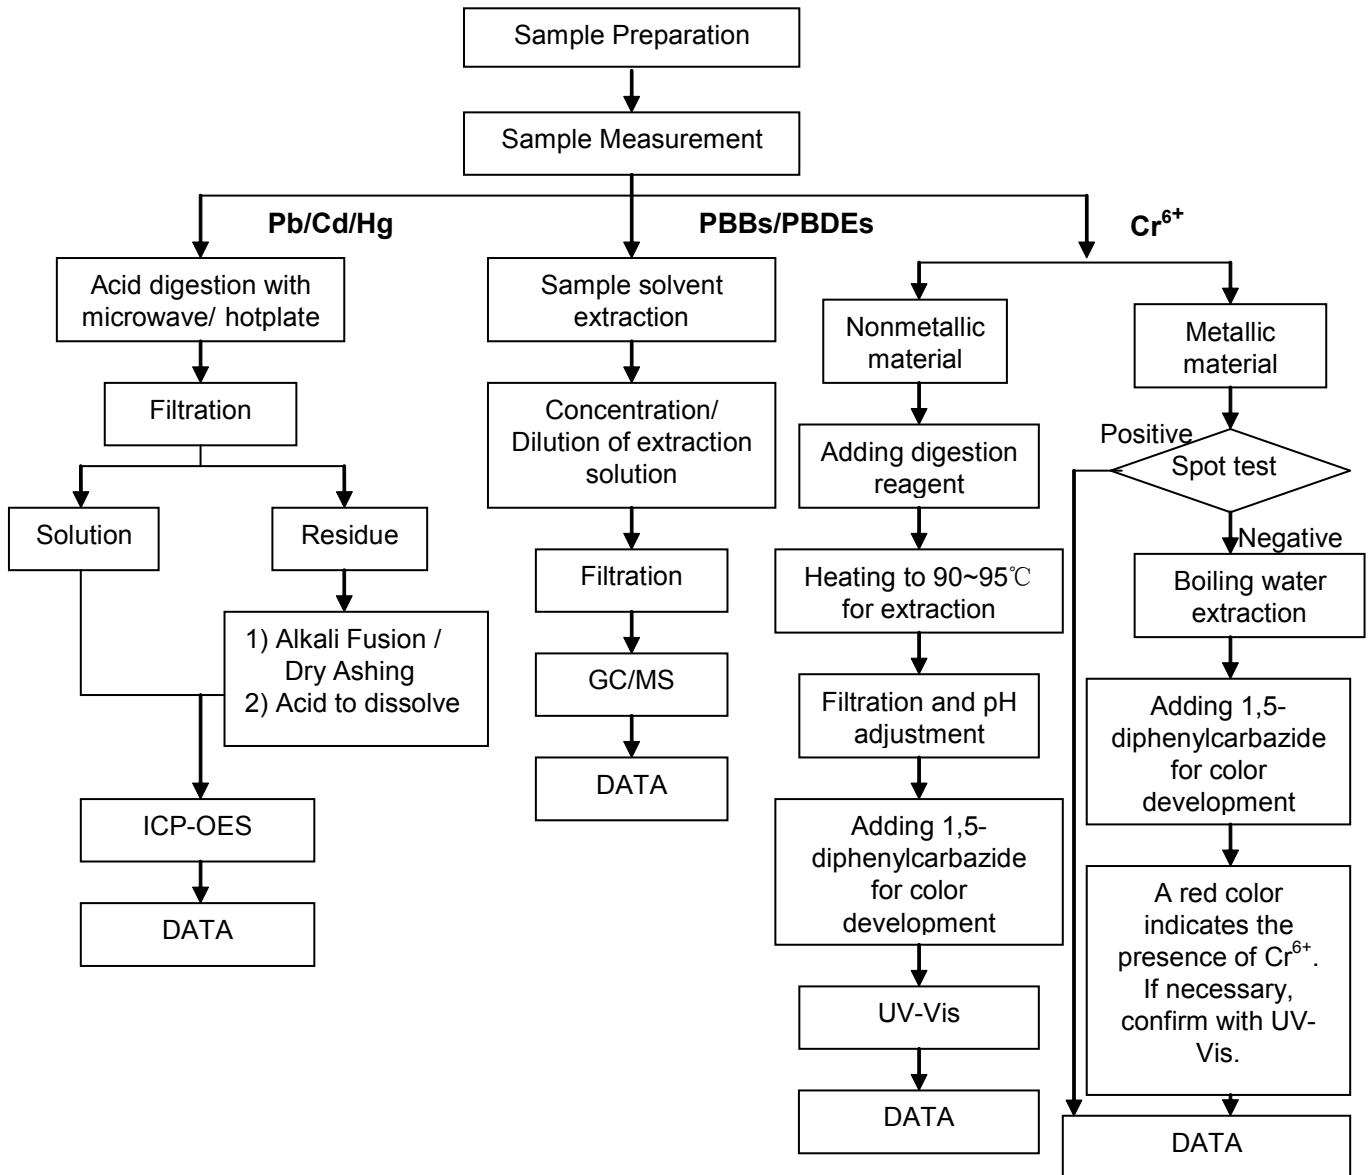 Sample Preparation
Sample Measurement
Pb/Cd/Hg
PBBs/PBDEs
Cr⁶⁺
Acid digestion with
microwave/ hotplate
Filtration
Solution
Residue
1) Alkali Fusion /
Dry Ashing
2) Acid to dissolve
ICP-OES
DATA
Sample solvent
extraction
Concentration/
Dilution of extraction
solution
Filtration
GC/MS
DATA
Nonmetallic
material
Adding digestion
reagent
Heating to 90~95℃
for extraction
Filtration and pH
adjustment
Adding 1,5-
diphenylcarbazide
for color
development
UV-Vis
DATA
Metallic
material
Positive
Spot test
Negative
Boiling water
extraction
Adding 1,5-
diphenylcarbazide
for color
development
A red color
indicates the
presence of Cr⁶⁺.
If necessary,
confirm with UV-
Vis.
DATA